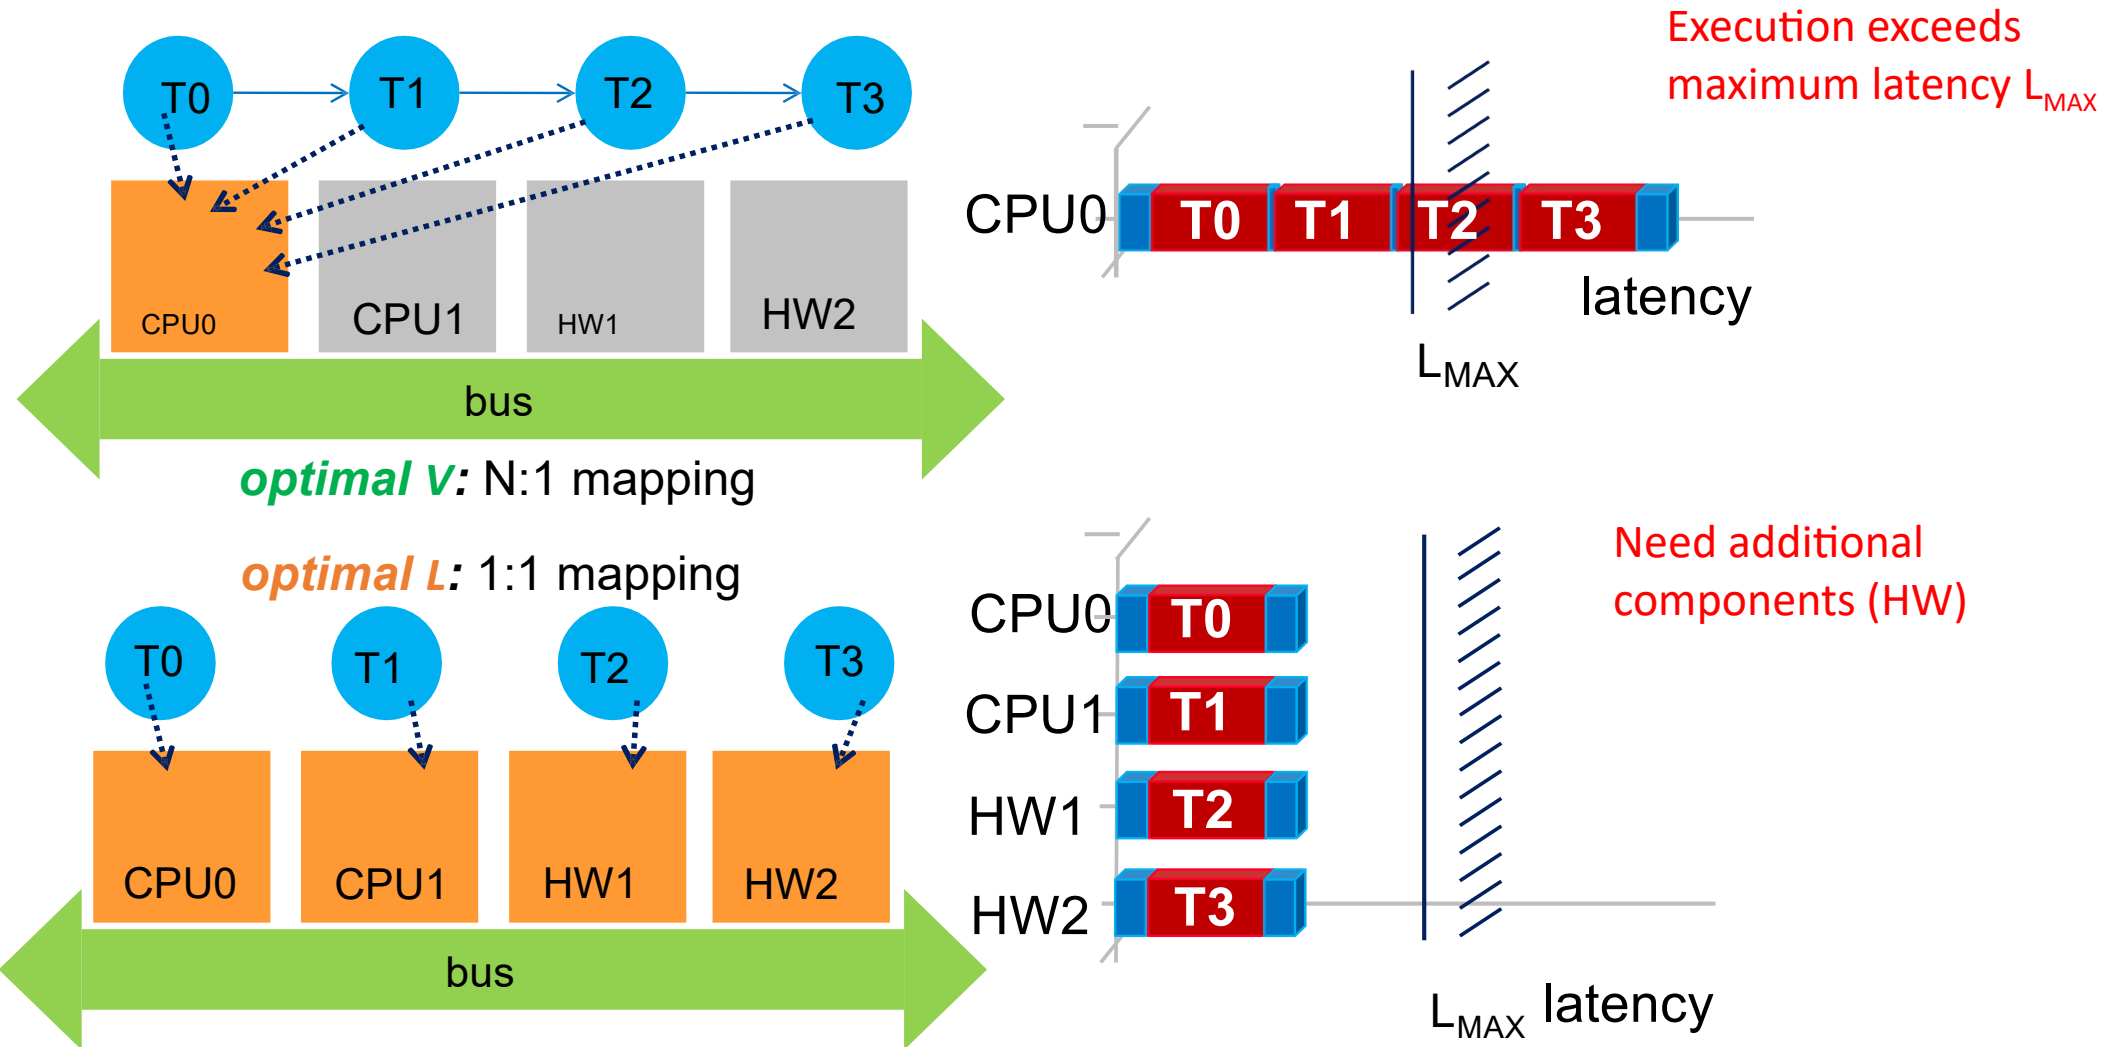 T0 T1 T2 T3
CPU0 CPU1 HW1 HW2
bus
optimal V: N:1 mapping
Execution exceeds
maximum latency LMAX
CPU0 T0 T1 T2 T3
latency
LMAX
optimal L: 1:1 mapping
T0 T1 T2 T3
CPU0 CPU1 HW1 HW2
bus
Need additional
components (HW)
CPU0 T0
CPU1 T1
HW1 T2
HW2 T3
LMAX latency